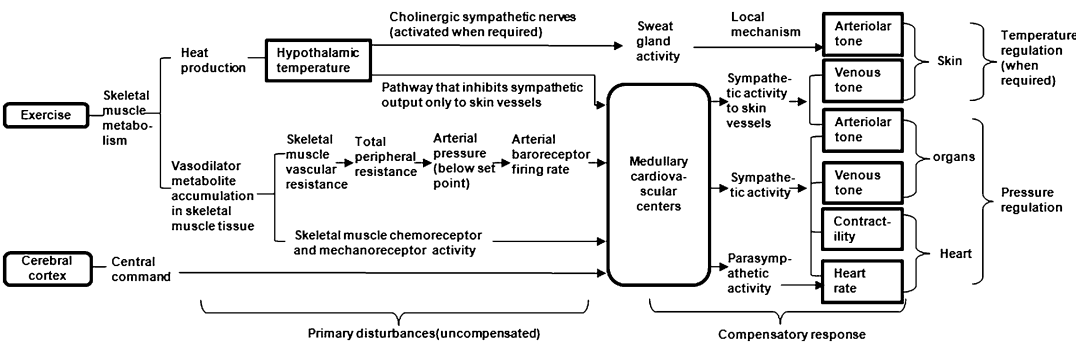 Cholinergic sympathetic nerves
(activated when required)
Heat
production
Hypothalamic
temperature
Pathway that inhibits sympathetic
output only to skin vessels
Sweat
gland
activity
Local
mechanism
Arteriolar
tone
Skin
Temperature
regulation
(when
required)
Exercise
Skeletal
muscle
metabo-
lism
Sympathe-
tic activity
to skin
vessels
Venous
tone
Vasodilator
metabolite
accumulation
in skeletal
muscle tissue
Skeletal
muscle
vascular
resistance
Total
peripheral
resistance
Arterial
pressure
(below set
point)
Arterial
baroreceptor
firing rate
Medullary
cardiova-
scular
centers
Sympathe-
tic activity
Arteriolar
tone
Venous
tone
organs
Pressure
regulation
Skeletal muscle chemoreceptor
and mechanoreceptor activity
Contract-
ility
Heart
Cerebral
cortex
Central
command
Parasymp-
athetic
activity
Heart
rate
Primary disturbances(uncompensated)
Compensatory response